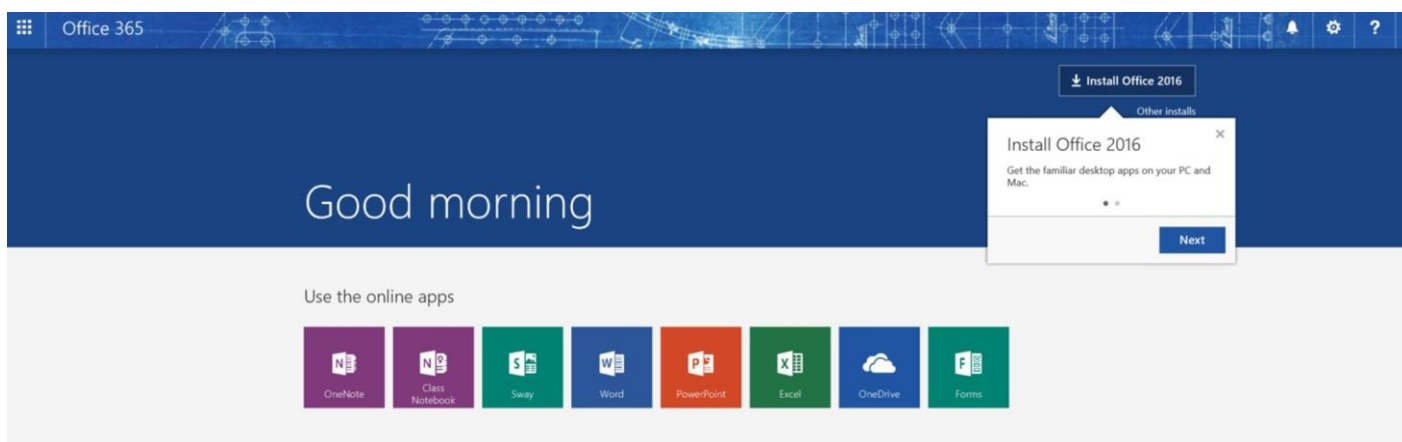 Office 365
?
Install Office 2016
Other installs
Install Office 2016
Get the familiar desktop apps on your PC and
Mac.
Next
Good morning
Use the online apps
N
OneNote
N
Class
Notebook
S
Sway
W
Word
P
PowerPoint
X
Excel
OneDrive
F
Forms